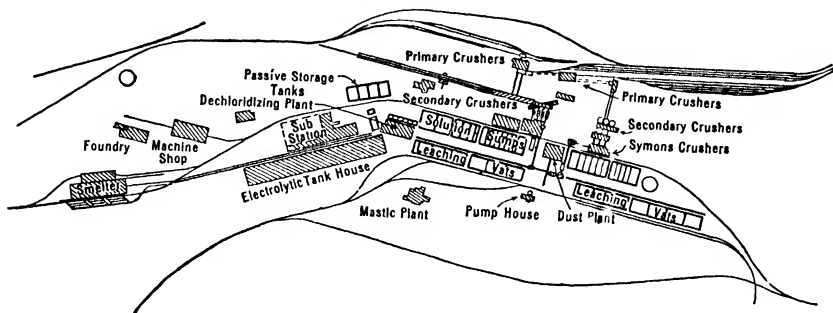 Primary Crushers
Passive Storage
Tanks
Dechloridizing Plant
Secondary Crushers
Primary Crushers
Sub
Station
Solution
Sumps
Secondary Crushers
Symons Crushers
Foundry
Machine
Shop
Smelter
Electrolytic Tank House
Leaching
Vats
Leaching
Vats
Mastic Plant
Pump House
Dust Plant